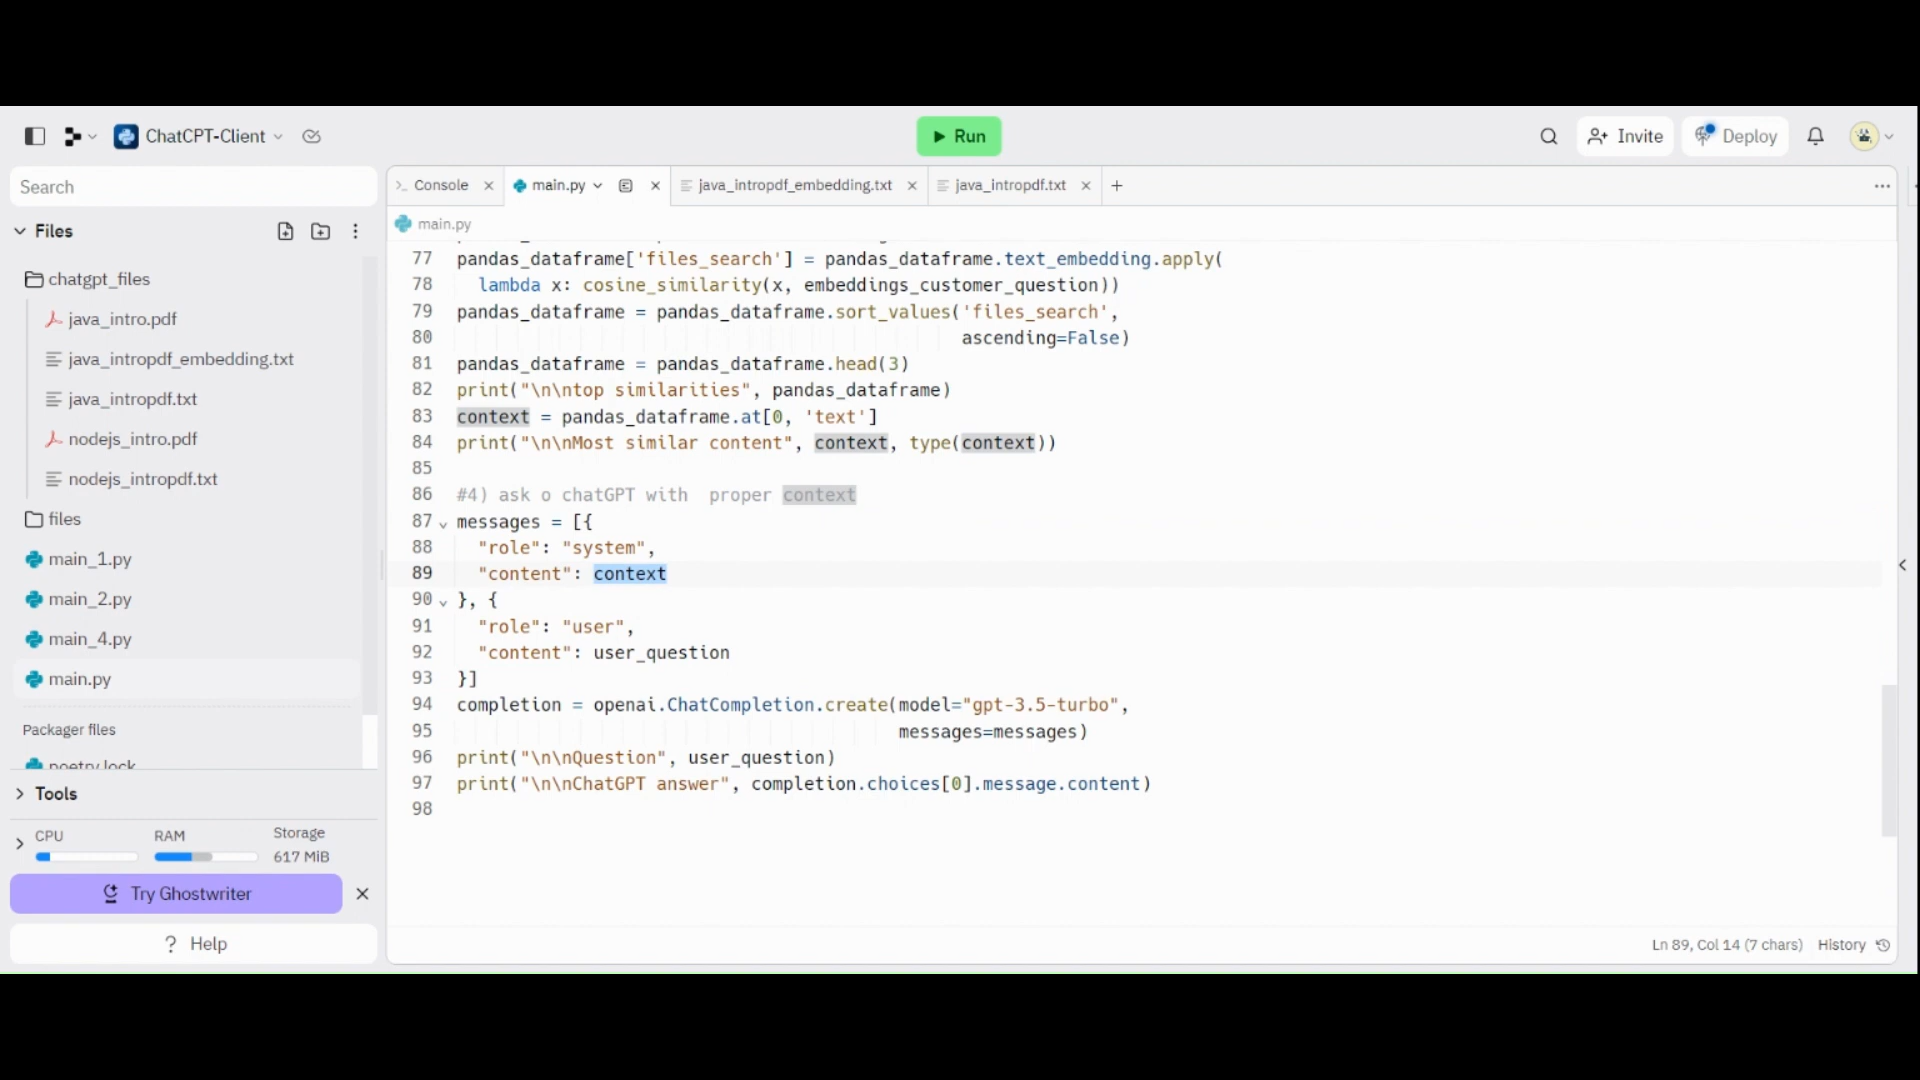 ChatCPT-Client
Run
Invite
Deploy
Search
Console
main.py
java_intropdf_embedding.txt
java_intropdf.txt
Files
main.py
chatgpt_files
java_intro.pdf
java_intropdf_embedding.txt
java_intropdf.txt
nodejs_intro.pdf
nodejs_intropdf.txt
files
main_1.py
main_2.py
main_4.py
main.py
Packager files
poetry.lock
Tools
CPU
RAM
Storage
617 MiB
Try Ghostwriter
? Help
77 pandas_dataframe['files_search'] = pandas_dataframe.text_embedding.apply(
78 lambda x: cosine_similarity(x, embeddings_customer_question))
79 pandas_dataframe = pandas_dataframe.sort_values('files_search',
80 ascending=False)
81 pandas_dataframe = pandas_dataframe.head(3)
82 print("\n\ntop similarities", pandas_dataframe)
83 context = pandas_dataframe.at[0, 'text']
84 print("\n\nMost similar content", context, type(context))
85
86 #4) ask o chatGPT with  proper context
87 messages = [{
88 "role": "system",
89 "content": context
90 }, {
91 "role": "user",
92 "content": user_question
93 }]
94 completion = openai.ChatCompletion.create(model="gpt-3.5-turbo",
95 messages=messages)
96 print("\n\nQuestion", user_question)
97 print("\n\nChatGPT answer", completion.choices[0].message.content)
98
Ln 89, Col 14 (7 chars)
History